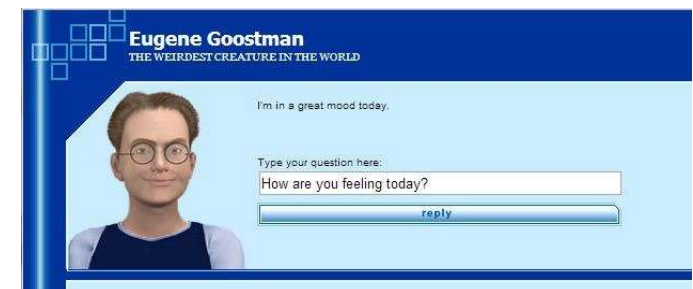 Eugene Goostman
THE WEIRDEST CREATURE IN THE WORLD
I'm in a great mood today.
Type your question here:
How are you feeling today?
reply